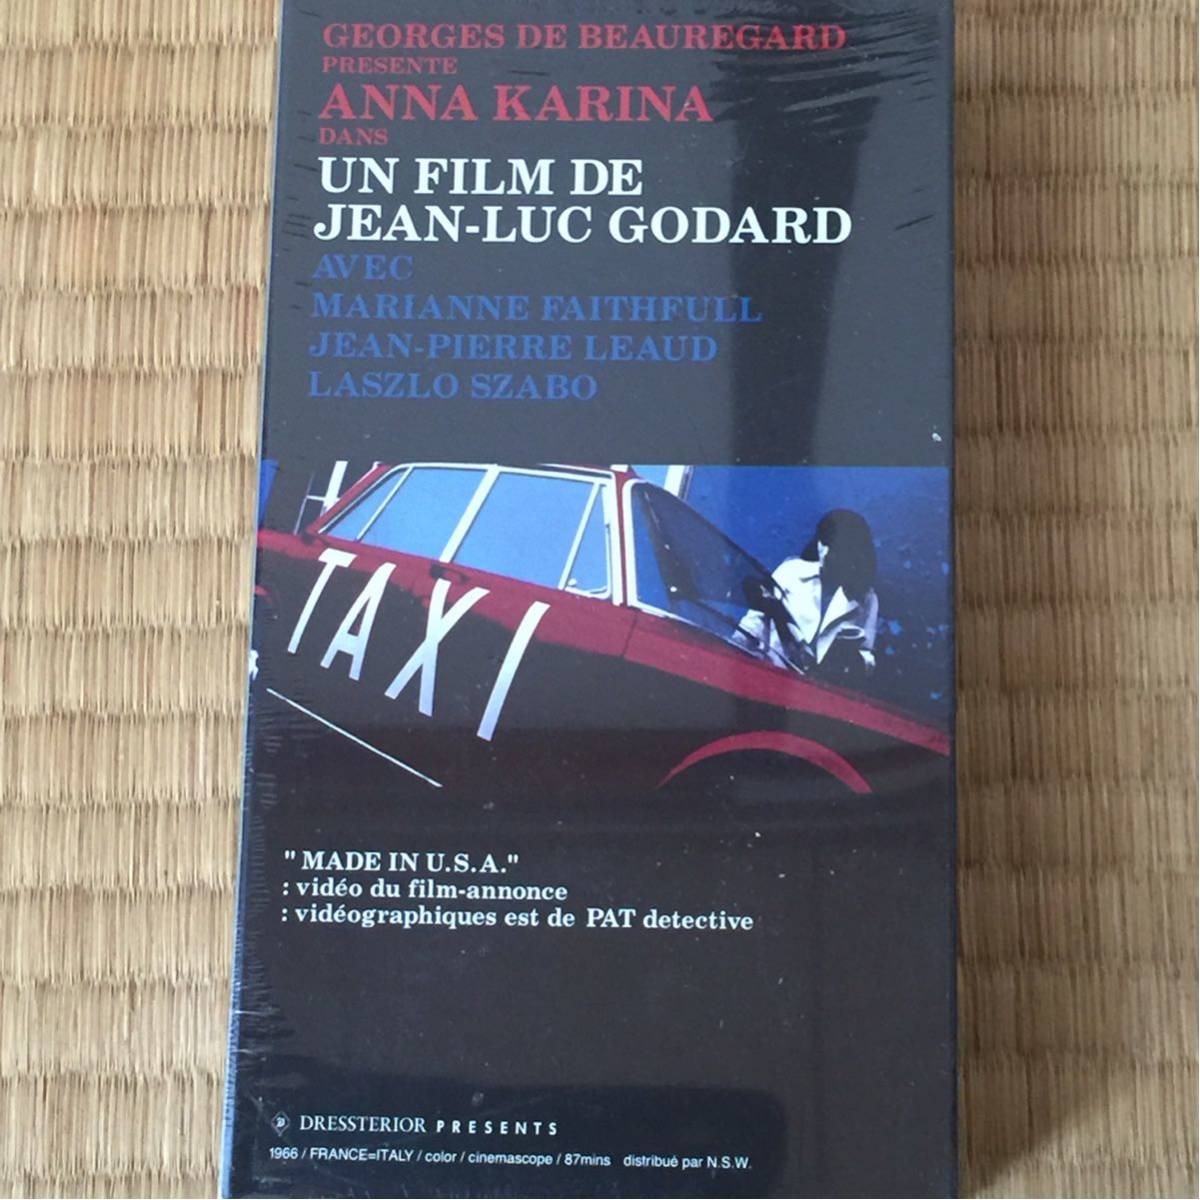 GEORGES DE BEAUREGARD
PRESENTE
ANNA KARINA
DANS
UN FILM DE
JEAN-LUC GODARD
AVEC
MARIANNE FAITHFULL
JEAN-PIERRE LEAUD
LASZLO SZABO
TAXI
" MADE IN U.S.A."
: vidéo du film-annonce
: vidéographiques est de PAT detective
DRESSTERIOR PRESENTS
1966 / FRANCE=ITALY / color / cinemascope / 87mins distribué par N.S.W.